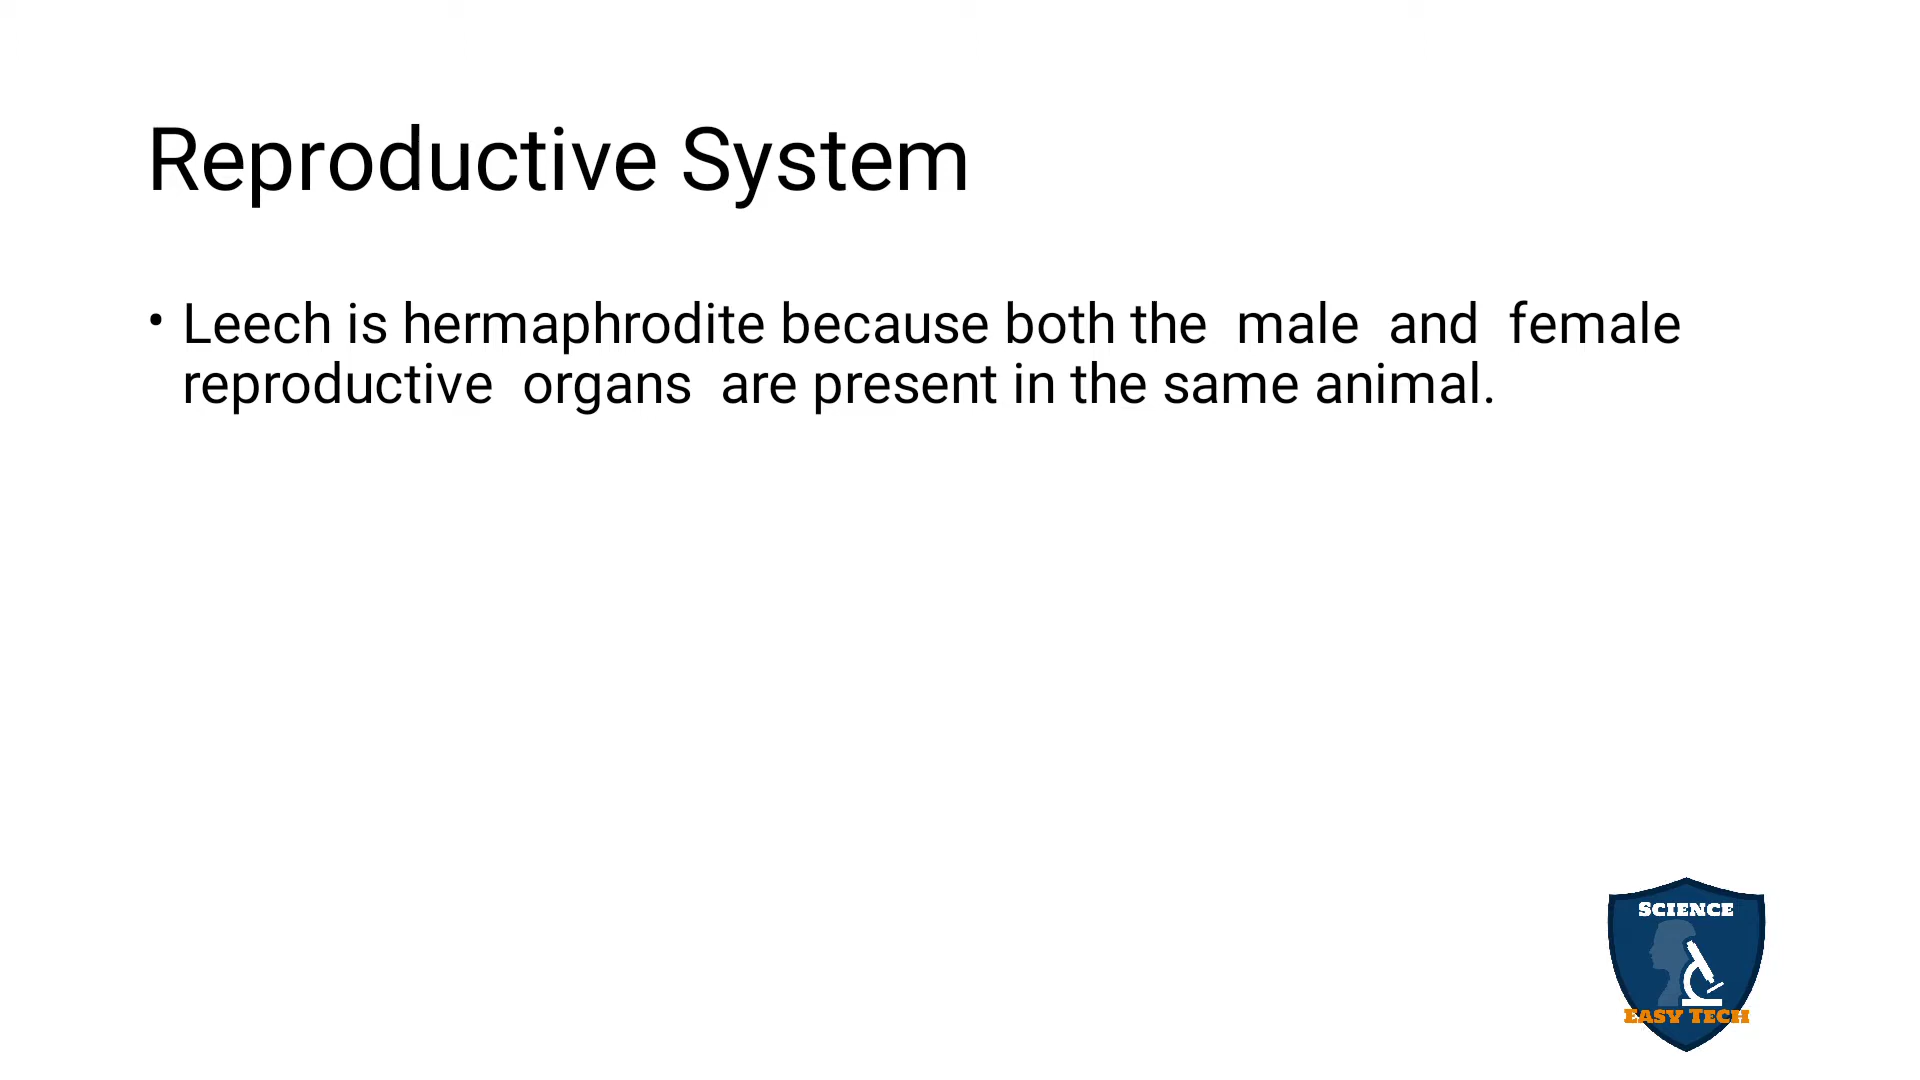 Reproductive System
• Leech is hermaphrodite because both the  male  and  female
reproductive  organs  are present in the same animal.
SCIENCE
EASY TECH